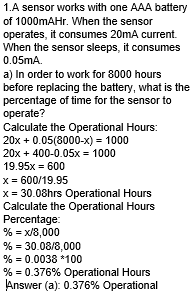 1.A sensor works with one AAA battery
of 1000mAHr. When the sensor
operates, it consumes 20mA current.
When the sensor sleeps, it consumes
0.05mA.
a) In order to work for 8000 hours
before replacing the battery, what is the
percentage of time for the sensor to
operate?
Calculate the Operational Hours:
20x + 0.05(8000-x) = 1000
20x + 400-0.05x = 1000
19.95x = 600
x = 600/19.95
x = 30.08hrs Operational Hours
Calculate the Operational Hours
Percentage:
% = x/8,000
% = 30.08/8,000
% = 0.0038 *100
% = 0.376% Operational Hours
Answer (a): 0.376% Operational